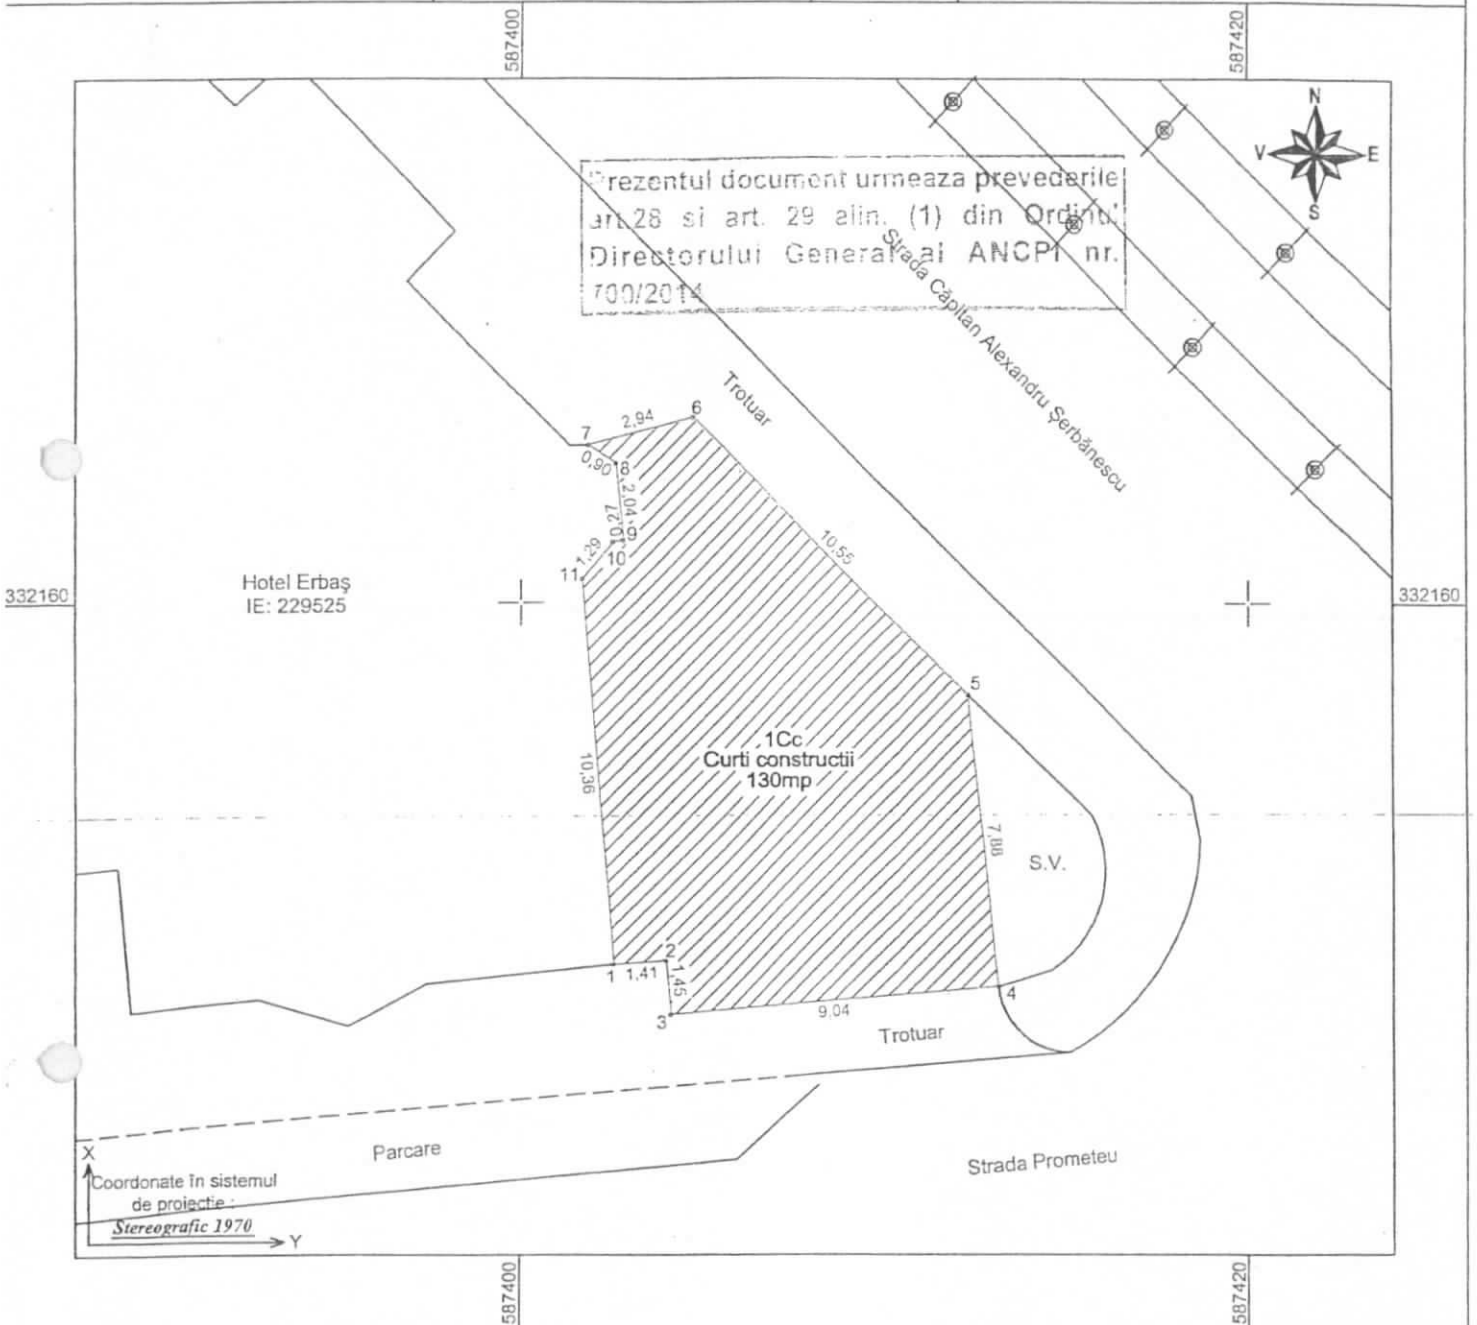 587400
587420
N
V E
S
Prezentul document urmeaza prevederile
art.28 si art. 29 alin. (1) din Ordinul
Directorului General al ANCPI nr.
700/2014
Strada Căpitan Alexandru Șerbănescu
Trotuar
6
2,94
7
0,90
8
2,04
0,27
9
10
1,29
11
10,55
Hotel Erbaș
IE: 229525
332160
332160
5
1Cc
Curti constructii
130mp
10,36
7,88
S.V.
2
1
1,41
1,45
3
4
9,04
Trotuar
Parcare
Strada Prometeu
X
Coordonate în sistemul
de proiectie :
Stereografic 1970
Y
587400
587420